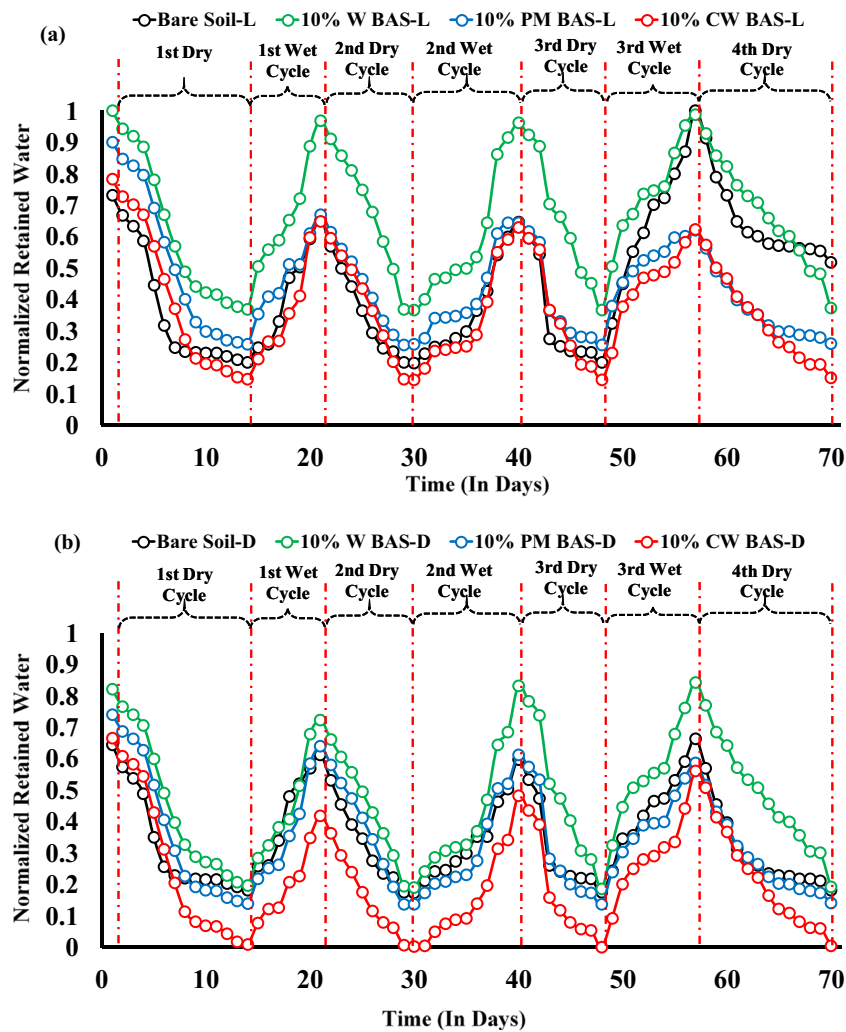 Bare Soil-L 10% W BAS-L 10% PM BAS-L 10% CW BAS-L
(a)
1st Dry
1st Wet
Cycle
2nd Dry
Cycle
2nd Wet
Cycle
3rd Dry
Cycle
3rd Wet
Cycle
4th Dry
Cycle
1
0.9
0.8
0.7
0.6
0.5
0.4
0.3
0.2
0.1
0
Normalized Retained Water
0 10 20 30 40 50 60 70
Time (In Days)
(b)
Bare Soil-D 10% W BAS-D 10% PM BAS-D 10% CW BAS-D
1st Dry
Cycle
1st Wet
Cycle
2nd Dry
Cycle
2nd Wet
Cycle
3rd Dry
Cycle
3rd Wet
Cycle
4th Dry
Cycle
1
0.9
0.8
0.7
0.6
0.5
0.4
0.3
0.2
0.1
0
Normalized Retained Water
0 10 20 30 40 50 60 70
Time (In Days)